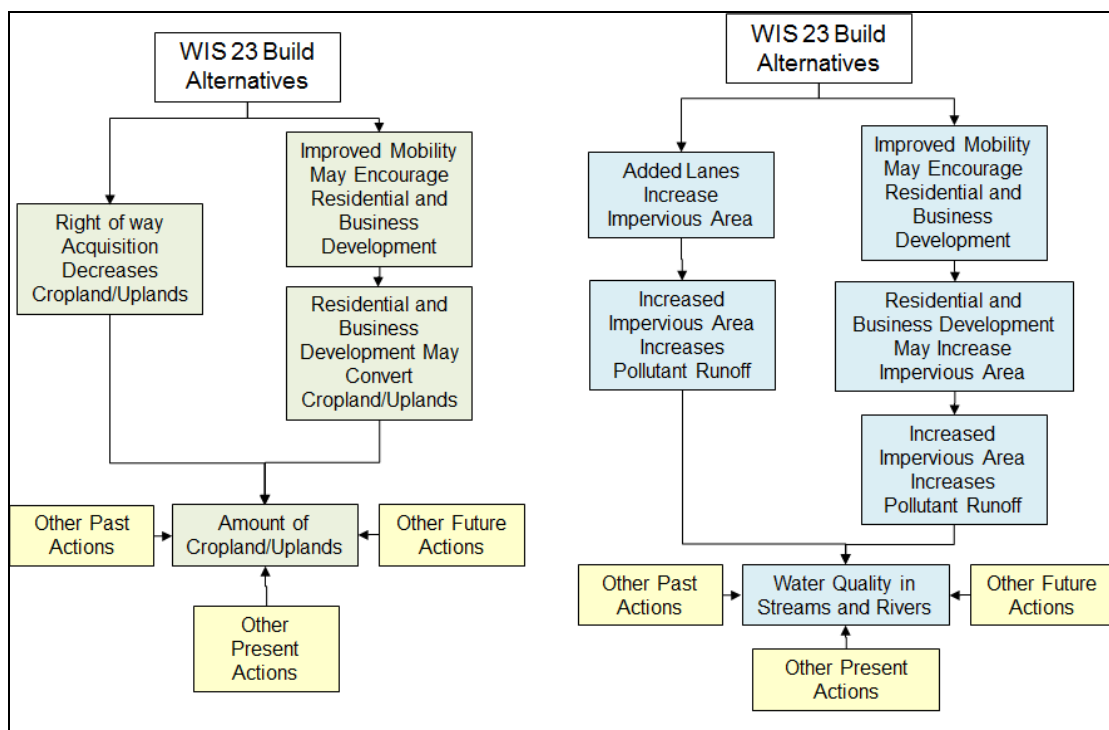 WIS 23 Build
Alternatives
Right of way
Acquisition
Decreases
Cropland/Uplands
Improved Mobility
May Encourage
Residential and
Business
Development
Residential and
Business
Development May
Convert
Cropland/Uplands
Other Past
Actions
Amount of
Cropland/Uplands
Other Future
Actions
Other
Present
Actions
WIS 23 Build
Alternatives
Added Lanes
Increase
Impervious Area
Increased
Impervious Area
Increases
Pollutant Runoff
Improved Mobility
May Encourage
Residential and
Business
Development
Residential and
Business Development
May Increase
Impervious Area
Increased
Impervious Area
Increases
Pollutant Runoff
Other Past
Actions
Water Quality in
Streams and Rivers
Other Future
Actions
Other Present
Actions